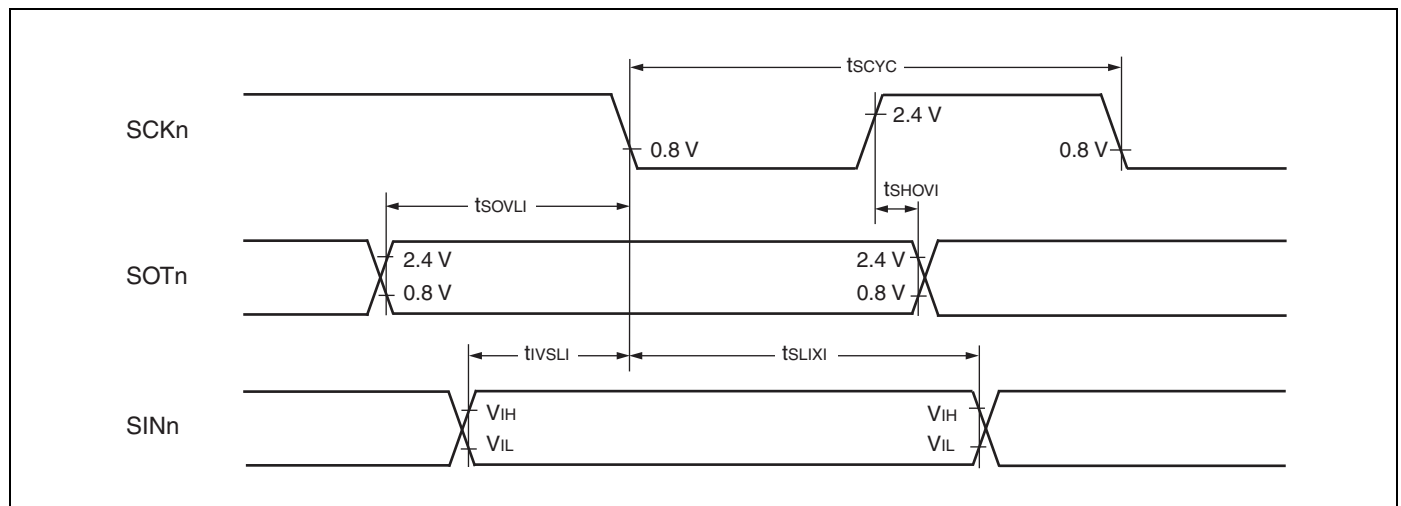 tSCYC
SCKn
2.4 V
0.8 V
0.8 V
tSHOVI
tSOVLI
SOTn
2.4 V
2.4 V
0.8 V
0.8 V
tIVSLI
tSLIXI
SINn
VIH
VIH
VIL
VIL